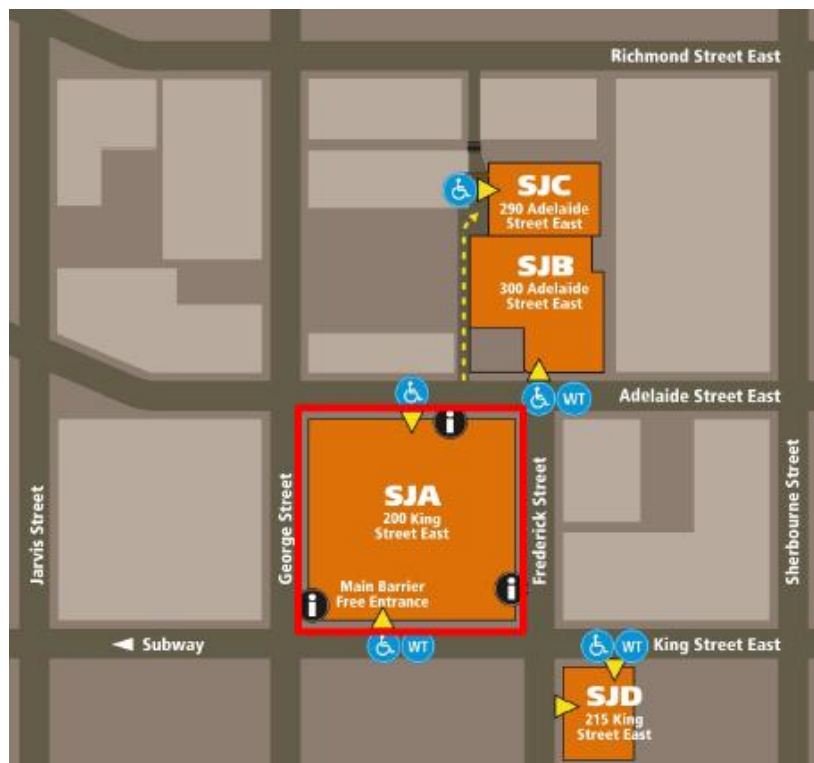 Richmond Street East
SJC
290 Adelaide
Street East
SJB
300 Adelaide
Street East
WT
Adelaide Street East
SJA
200 King
Street East
Main Barrier
Free Entrance
i
i
i
Jarvis Street
George Street
Frederick Street
Sherbourne Street
Subway
WT
WT
King Street East
SJD
215 King
Street East